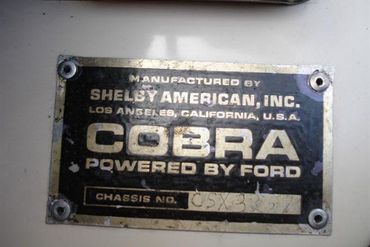 MANUFACTURED BY
SHELBY AMERICAN, INC.
LOS ANGELES, CALIFORNIA, U.S.A.
COBRA
POWERED BY FORD
CHASSIS NO.